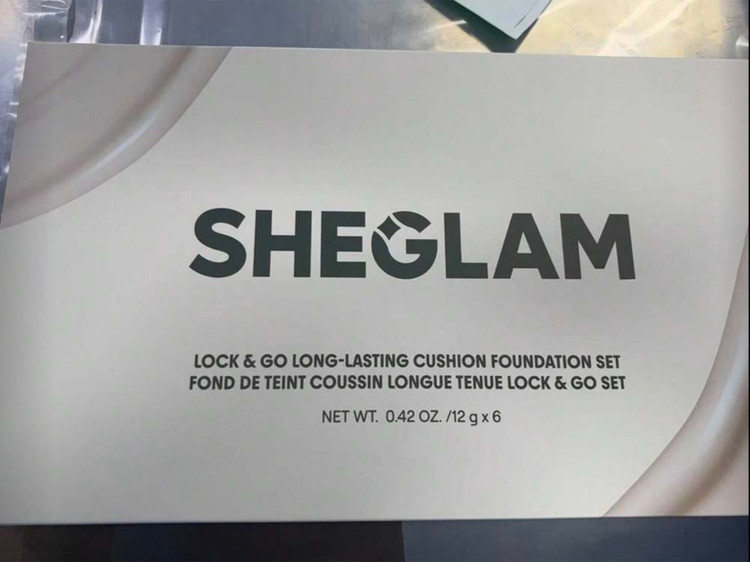 SHEGLAM
LOCK & GO LONG-LASTING CUSHION FOUNDATION SET
FOND DE TEINT COUSSIN LONGUE TENUE LOCK & GO SET
NET WT. 0.42 OZ. /12 g x 6